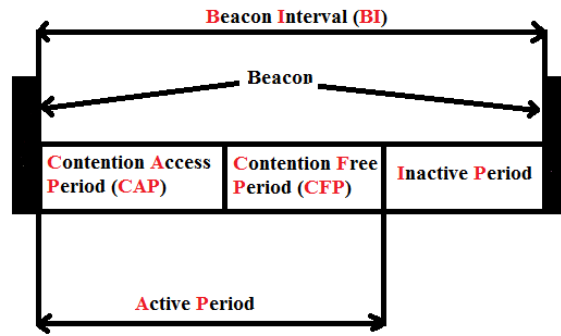 Beacon Interval (BI)
Beacon
Contention Access
Period (CAP)
Contention Free
Period (CFP)
Inactive Period
Active Period